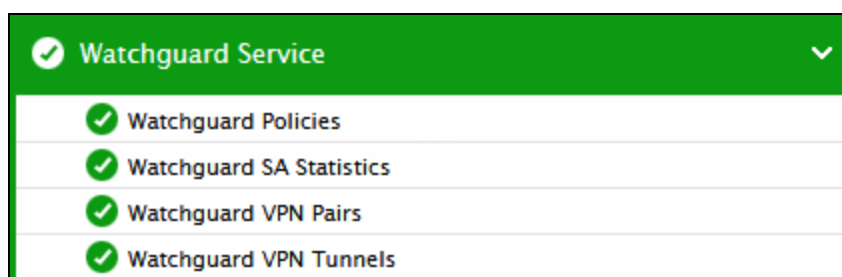 Watchguard Service
Watchguard Policies
Watchguard SA Statistics
Watchguard VPN Pairs
Watchguard VPN Tunnels